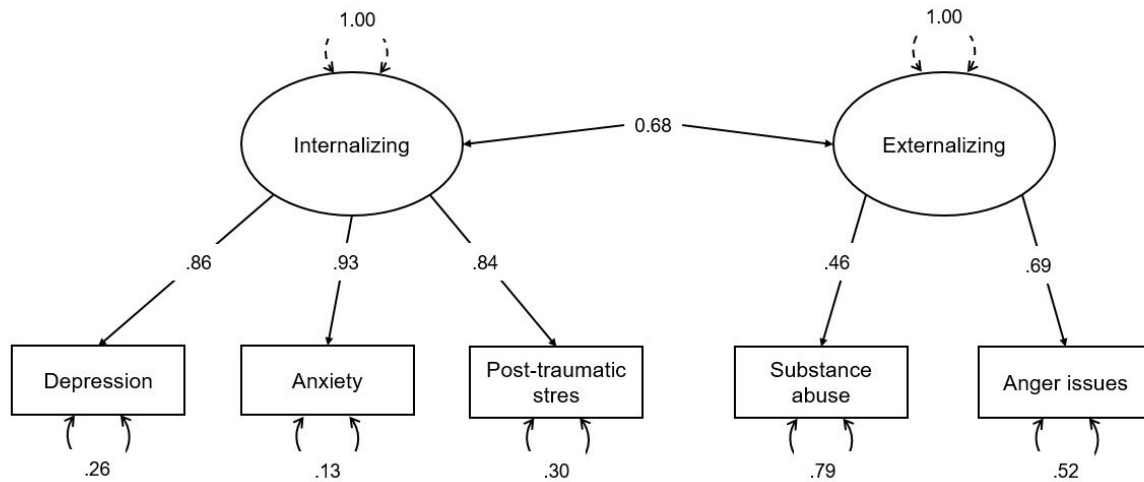 1.00
1.00
0.68
Internalizing
Externalizing
.86
.93
.84
.46
.69
Depression
Anxiety
Post-traumatic
stres
Substance
abuse
Anger issues
.26
.13
.30
.79
.52